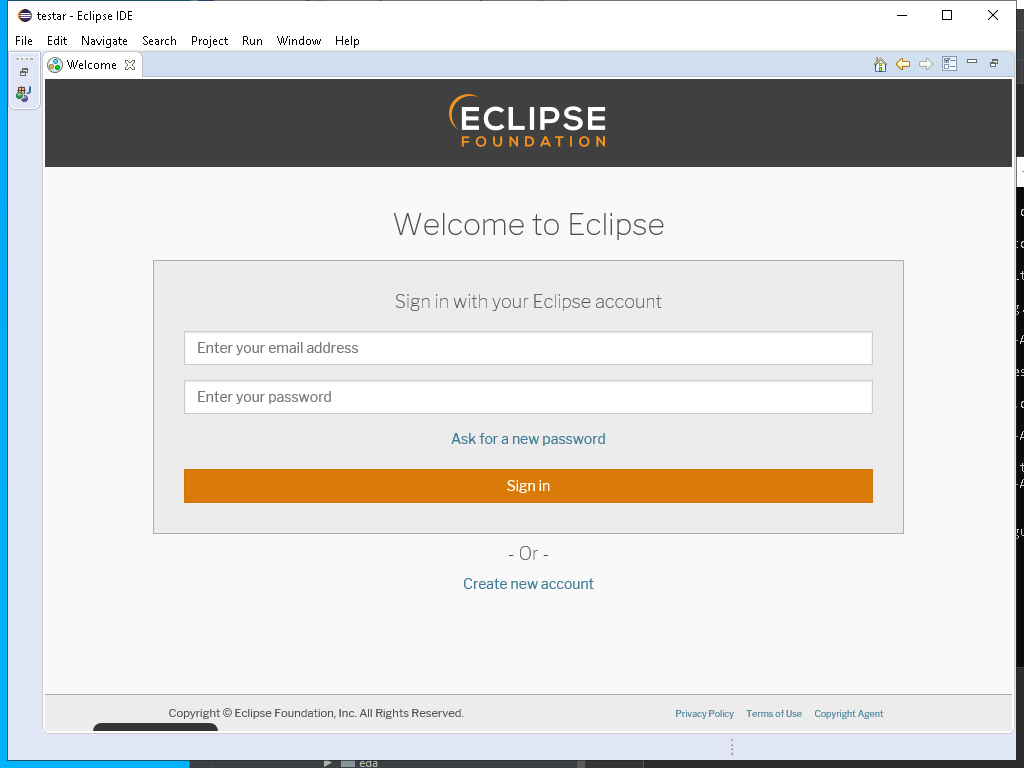 testar - Eclipse IDE
File Edit Navigate Search Project Run Window Help
Welcome
ECLIPSE
FOUNDATION
Welcome to Eclipse
Sign in with your Eclipse account
Enter your email address
Enter your password
Ask for a new password
Sign in
- Or -
Create new account
Copyright © Eclipse Foundation, Inc. All Rights Reserved.
Privacy Policy Terms of Use Copyright Agent
eda